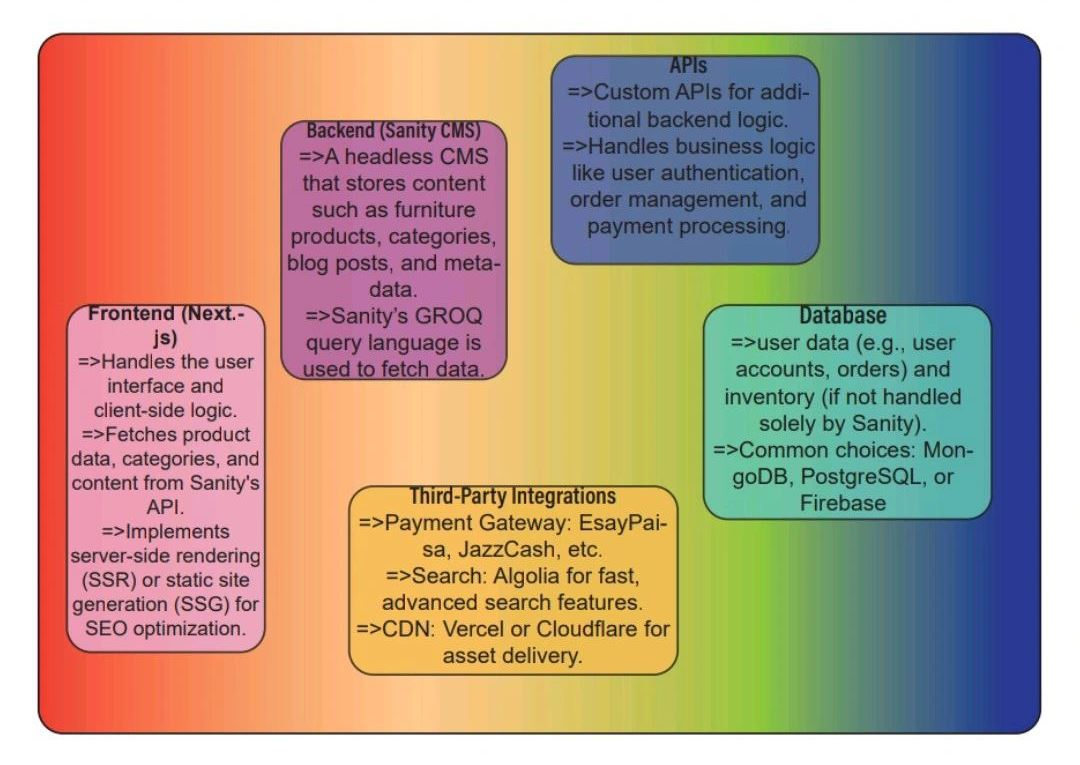 APIs
=>Custom APIs for addi-
tional backend logic.
=>Handles business logic
like user authentication,
order management, and
payment processing.
Backend (Sanity CMS)
=>A headless CMS
that stores content
such as furniture
products, categories,
blog posts, and meta-
data.
=>Sanity's GROQ
query language is
used to fetch data.
Frontend (Next.-
js)
=>Handles the user
interface and
client-side logic.
=>Fetches product
data, categories, and
content from Sanity's
API.
=>Implements
server-side rendering
(SSR) or static site
generation (SSG) for
SEO optimization.
Database
=>user data (e.g., user
accounts, orders) and
inventory (if not handled
solely by Sanity).
=>Common choices: Mon-
goDB, PostgreSQL, or
Firebase
Third-Party Integrations
=>Payment Gateway: EsayPai-
sa, JazzCash, etc.
=>Search: Algolia for fast,
advanced search features.
=>CDN: Vercel or Cloudflare for
asset delivery.